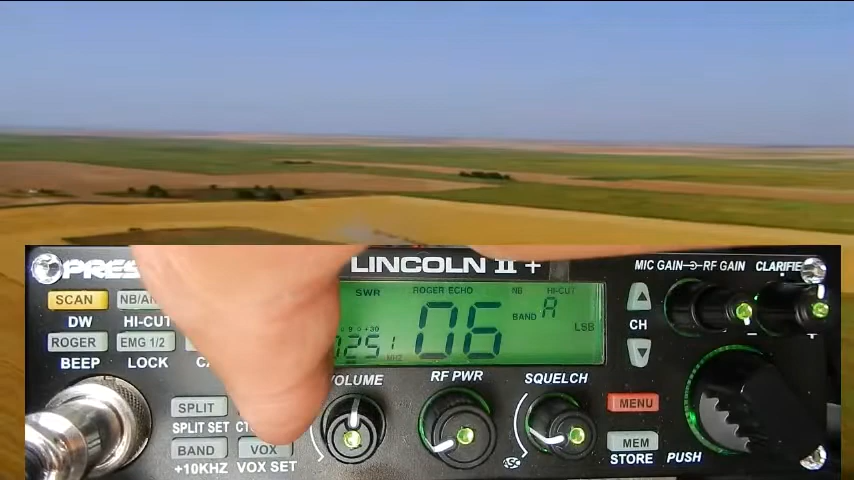 PRES
LINCOLN II +
MIC GAIN RF GAIN CLARIFIE
SCAN
NB/AN
DW HI-CUT
ROGER EMG 1/2
BEEP LOCK
SWR ROGER ECHO NB HI-CUT
06
BAND A
LSB
MHZ
CH
VOLUME RF PWR SQUELCH
SPLIT
SPLIT SET
BAND VOX
+10KHZ VOX SET
MENU
MEM
STORE
PUSH
ASC